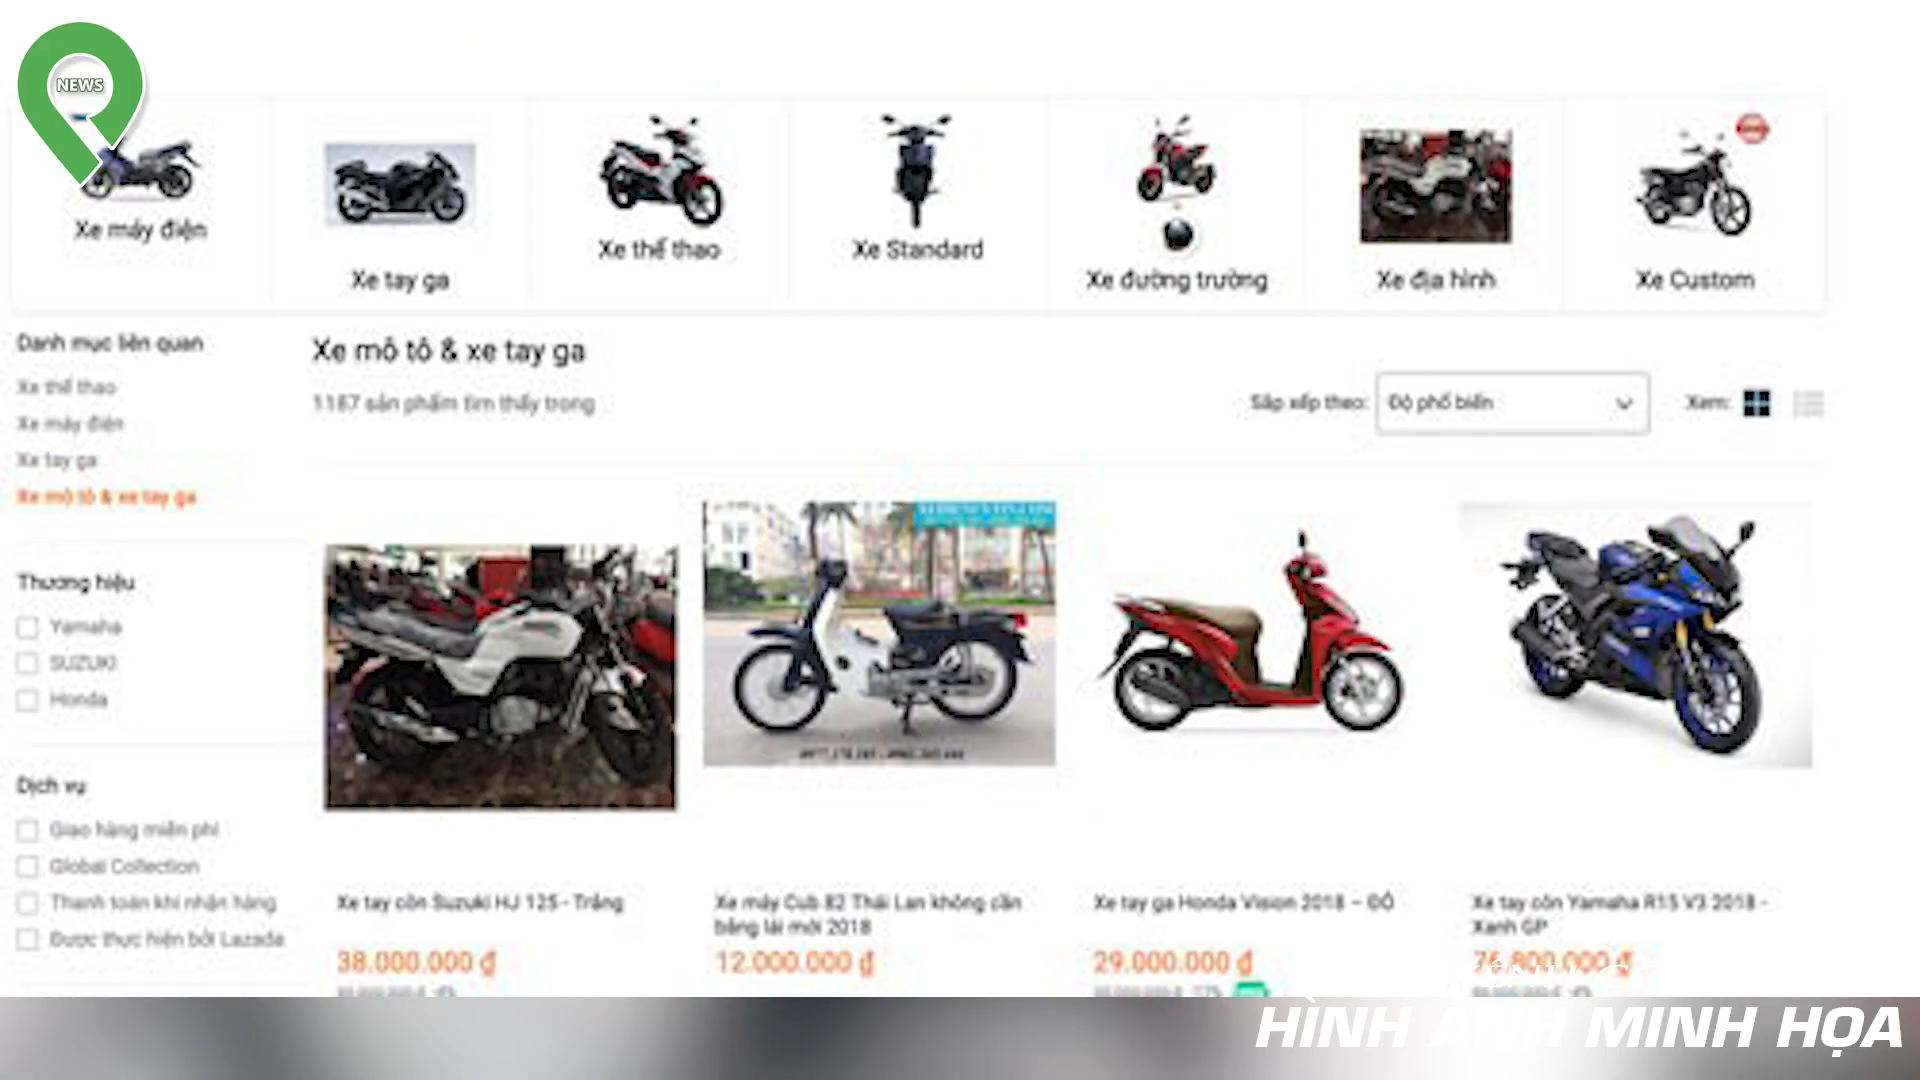 NEWS
Xe máy điện
Xe tay ga
Xe thể thao
Xe Standard
Xe đường trường
Xe địa hình
Xe Custom
Danh mục liên quan
Xe thể thao
Xe máy điện
Xe tay ga
Xe mô tô & xe tay ga
Xe mô tô & xe tay ga
1187 sản phẩm tìm thấy trong
Sắp xếp theo:
Độ phổ biến
Xem:
Thương hiệu
Yamaha
SUZUKI
Honda
Dịch vụ
Giao hàng miễn phí
Global Collection
Thanh toán khi nhận hàng
Được thực hiện bởi Lazada
Xe tay côn Suzuki HJ 125 - Trắng
38.000.000 ₫
Xe máy Cub 82 Thái Lan không cần
bằng lái mới 2018
12.000.000 ₫
Xe tay ga Honda Vision 2018 – ĐỎ
29.000.000 ₫
Xe tay côn Yamaha R15 V3 2018 -
Xanh GP
76.800.000 ₫
HÌNH ẢNH MINH HỌA